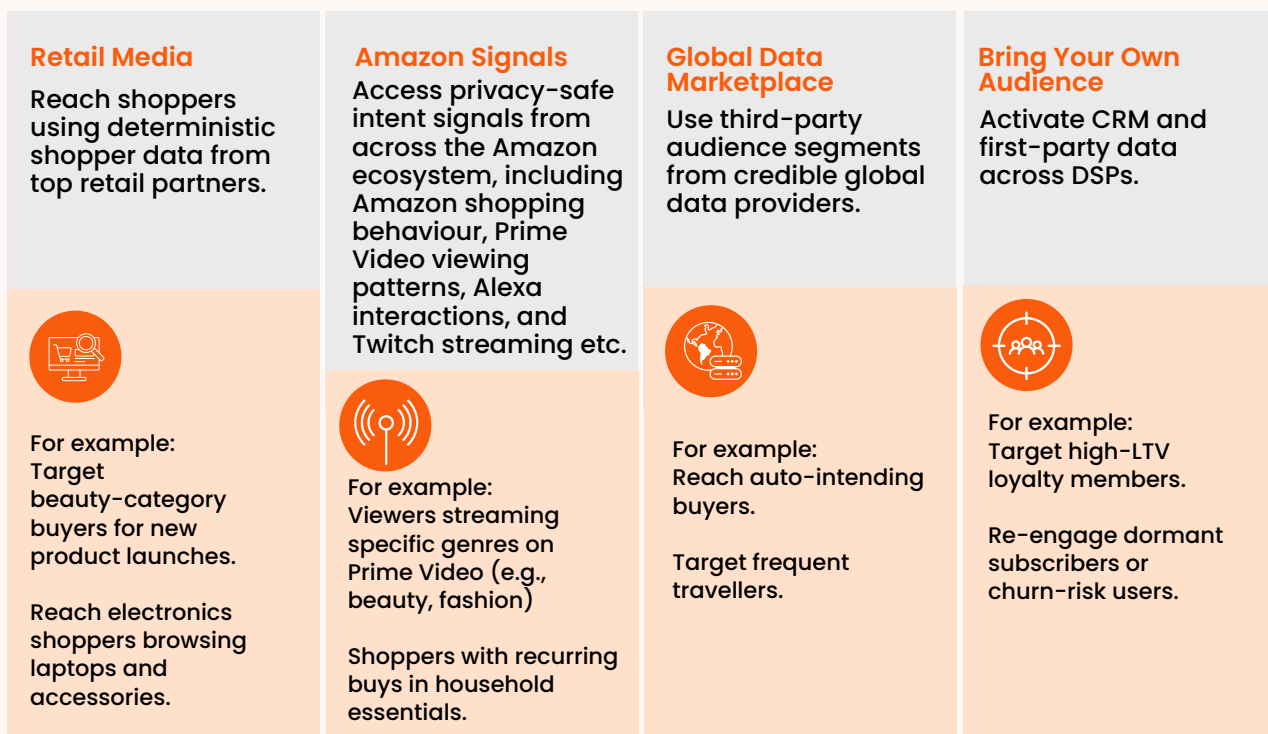 Retail Media
Reach shoppers
using deterministic
shopper data from
top retail partners.
For example:
Target
beauty-category
buyers for new
product launches.
Reach electronics
shoppers browsing
laptops and
accessories.
Amazon Signals
Access privacy-safe
intent signals from
across the Amazon
ecosystem, including
Amazon shopping
behaviour, Prime
Video viewing
patterns, Alexa
interactions, and
Twitch streaming etc.
For example:
Viewers streaming
specific genres on
Prime Video (e.g.,
beauty, fashion)
Shoppers with recurring
buys in household
essentials.
Global Data
Marketplace
Use third-party
audience segments
from credible global
data providers.
For example:
Reach auto-intending
buyers.
Target frequent
travellers.
Bring Your Own
Audience
Activate CRM and
first-party data
across DSPs.
For example:
Target high-LTV
loyalty members.
Re-engage dormant
subscribers or
churn-risk users.